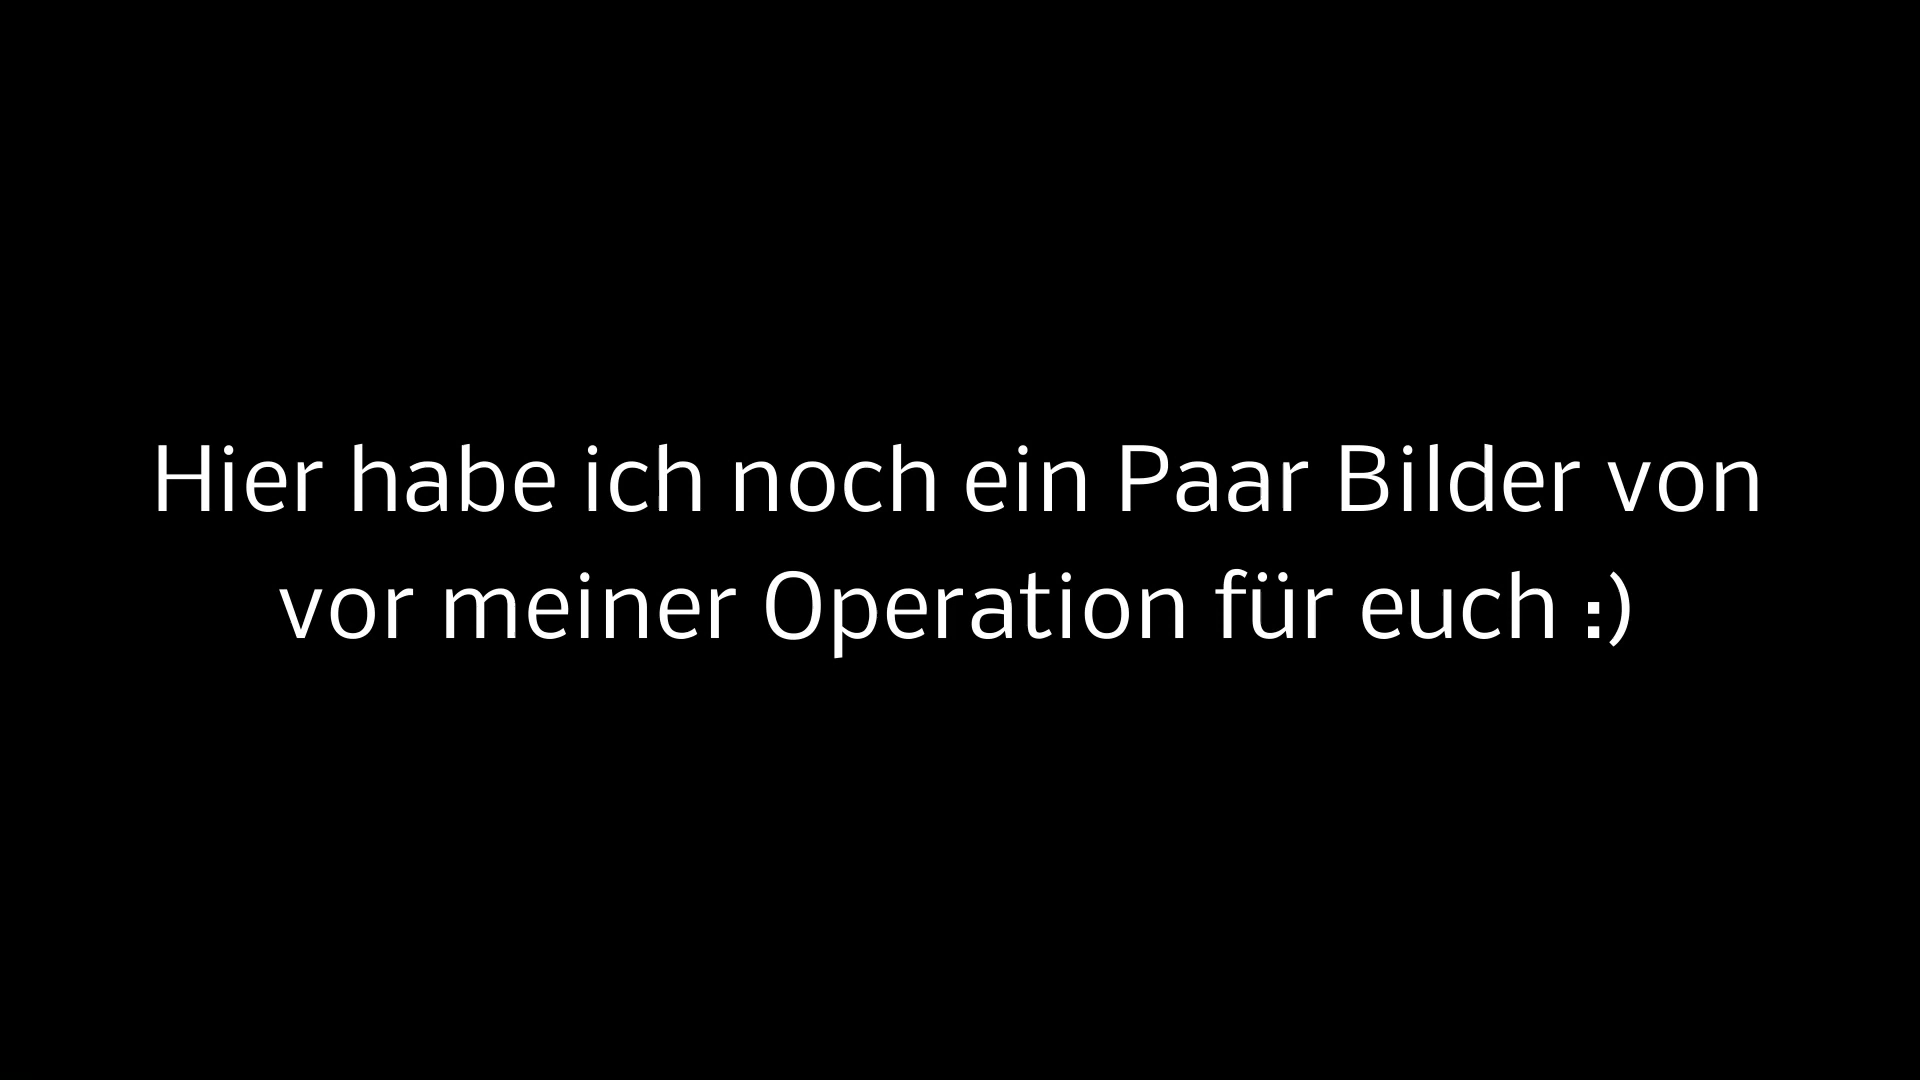 Hier habe ich noch ein Paar Bilder von
vor meiner Operation für euch :)